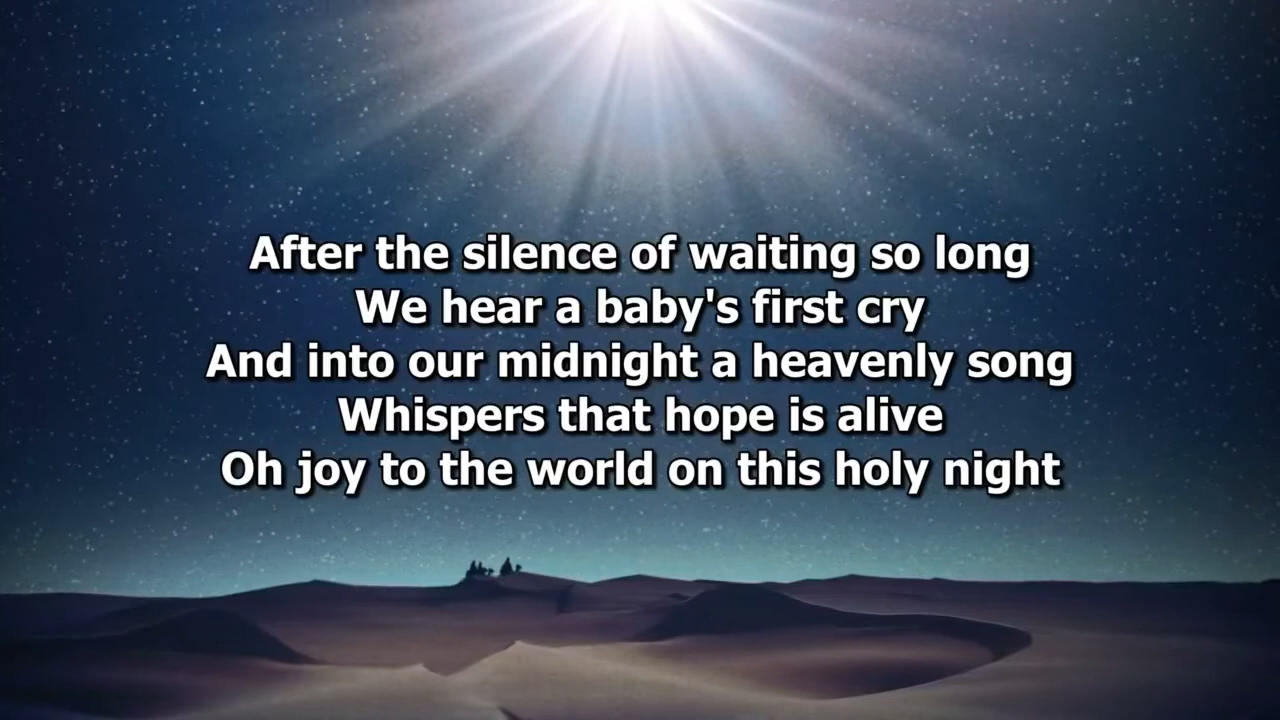 After the silence of waiting so long
We hear a baby's first cry
And into our midnight a heavenly song
Whispers that hope is alive
Oh joy to the world on this holy night